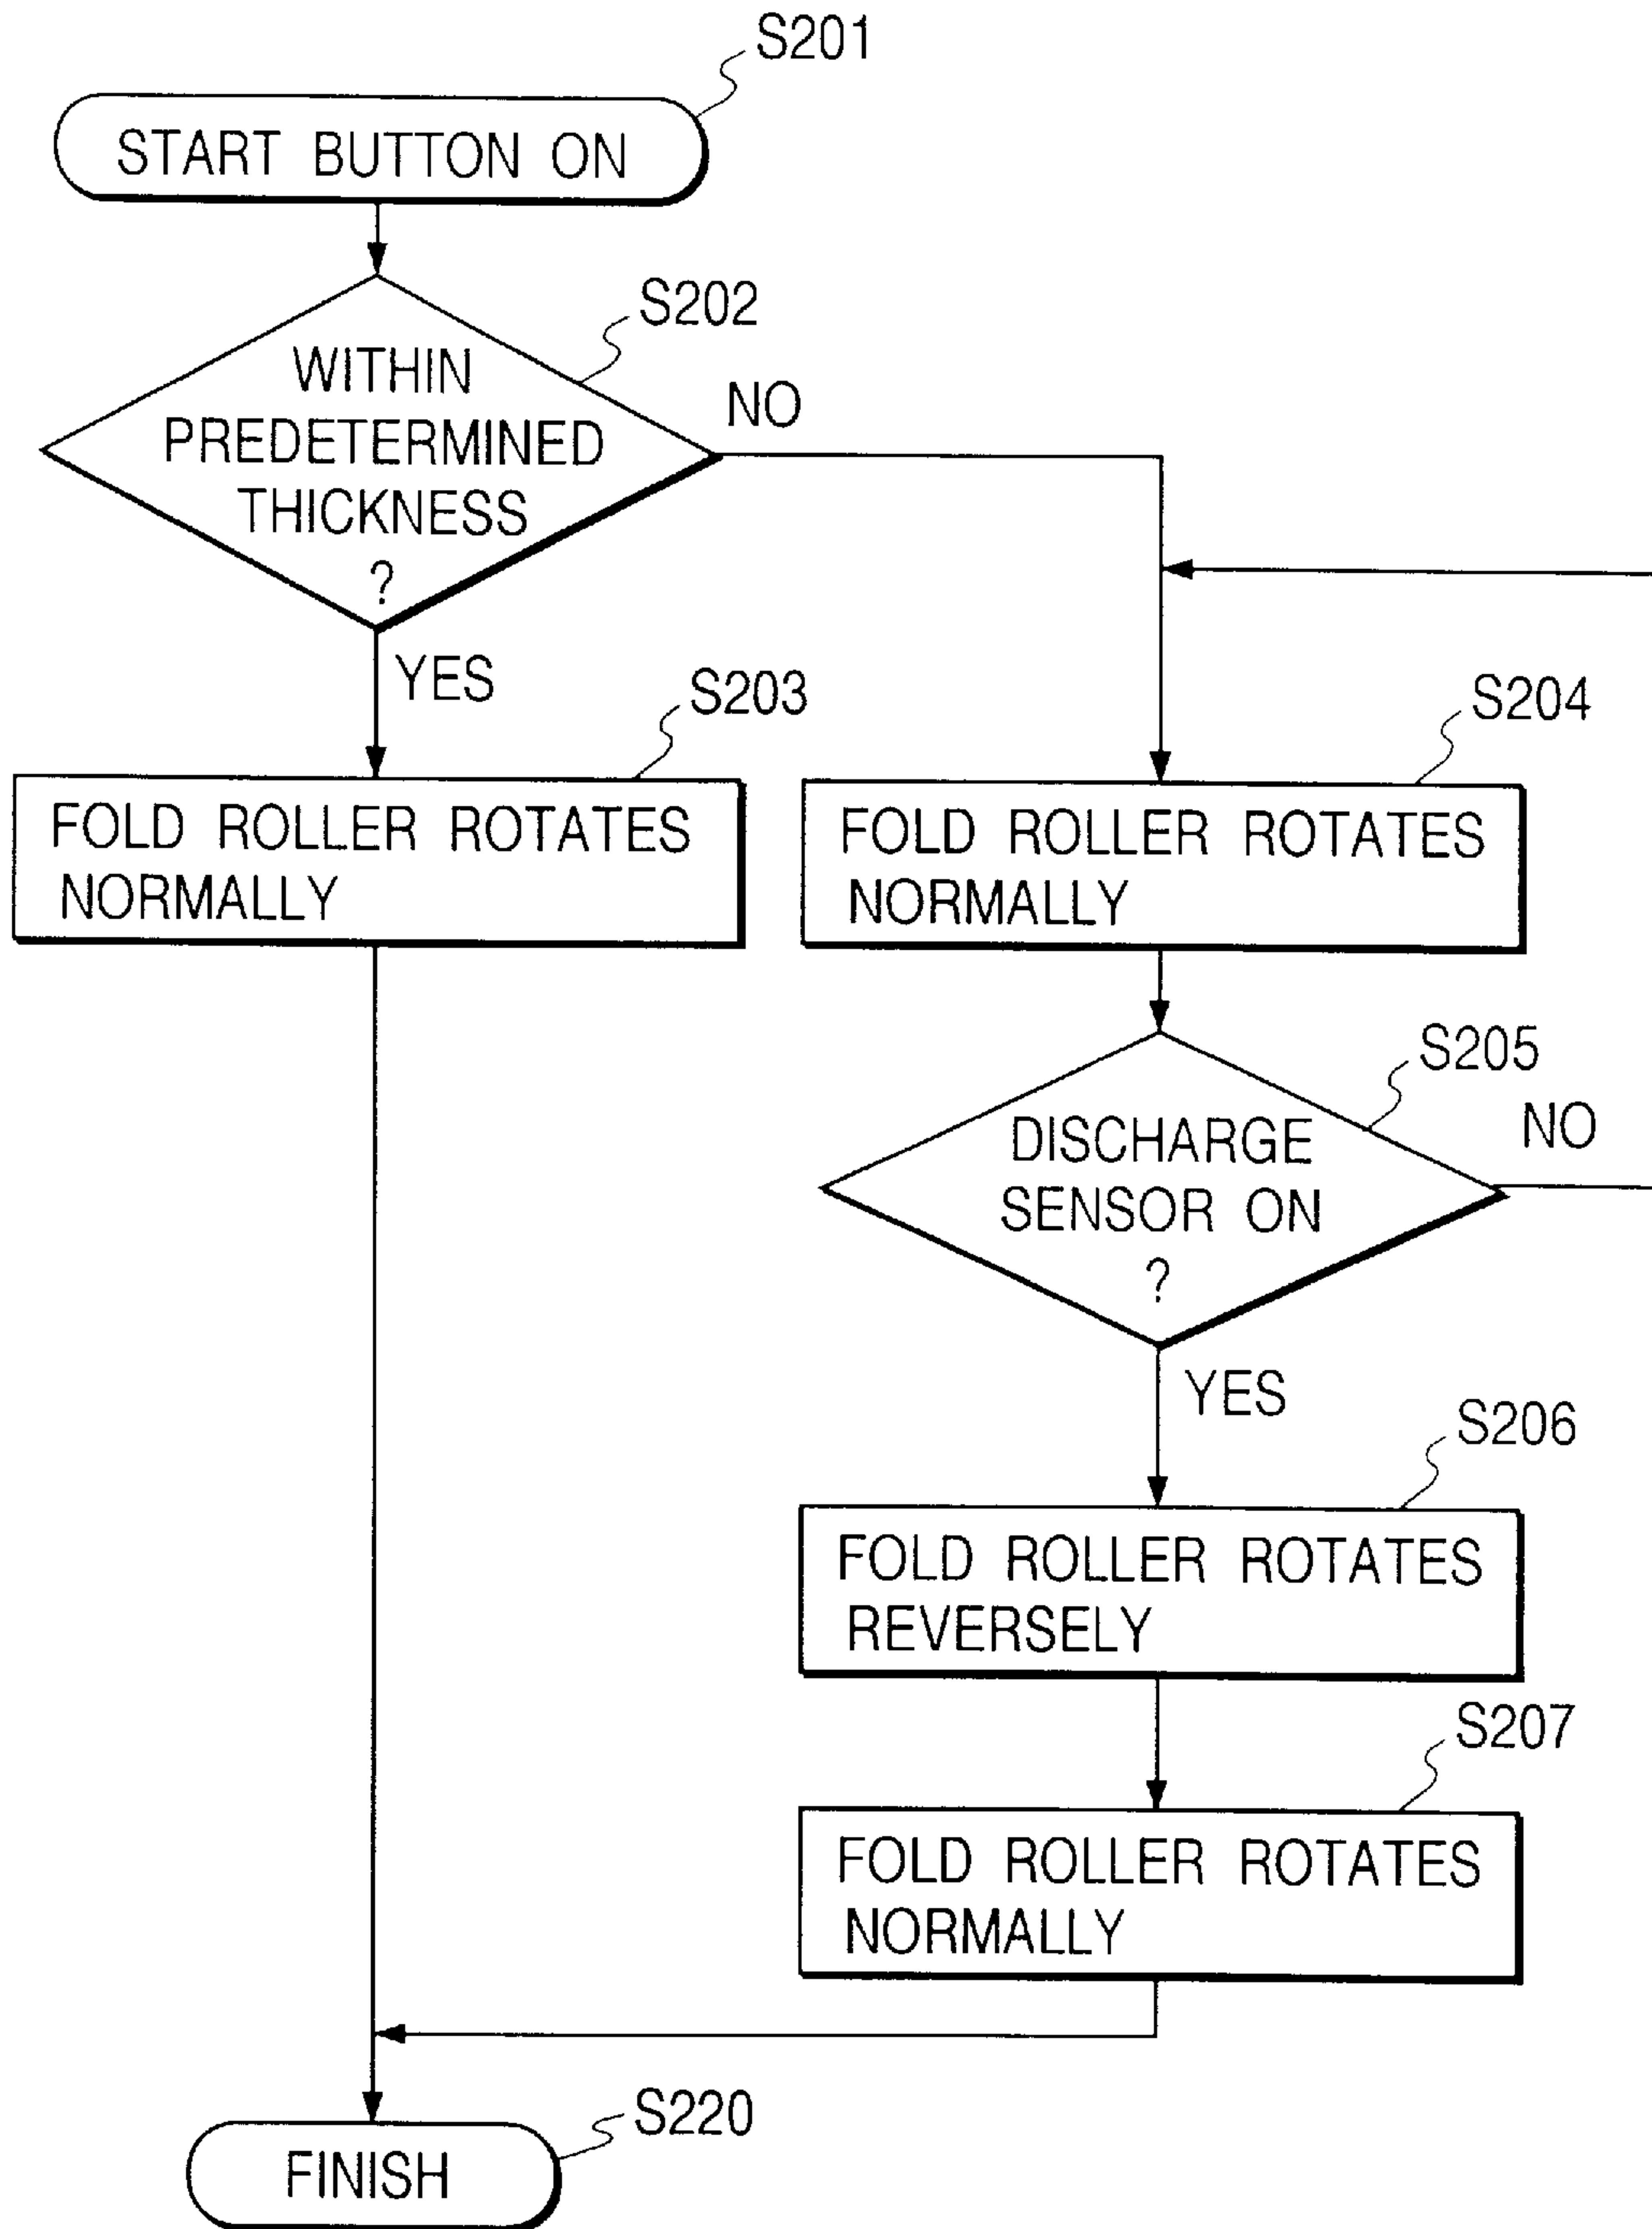 S201
START BUTTON ON
S202
WITHIN
PREDETERMINED
THICKNESS
?
NO
YES
S203
FOLD ROLLER ROTATES
NORMALLY
S204
FOLD ROLLER ROTATES
NORMALLY
S205
DISCHARGE
SENSOR ON
?
NO
YES
S206
FOLD ROLLER ROTATES
REVERSELY
S207
FOLD ROLLER ROTATES
NORMALLY
S220
FINISH